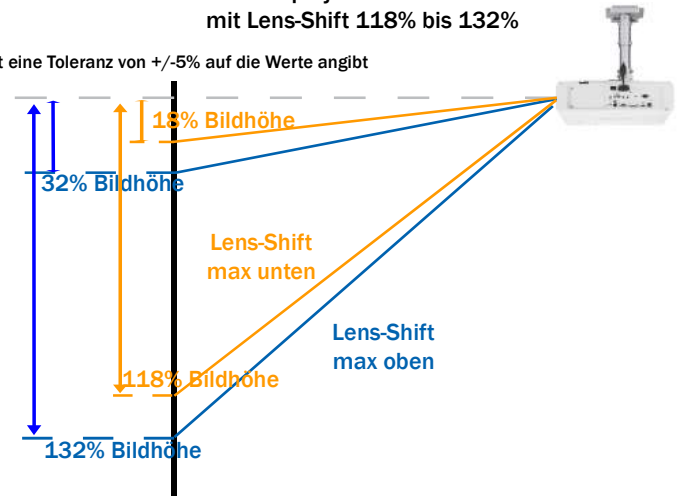 mit Lens-Shift 118% bis 132%
eine Toleranz von +/-5% auf die Werte angibt
18% Bildhöhe
32% Bildhöhe
Lens-Shift
max unten
Lens-Shift
max oben
118% Bildhöhe
132% Bildhöhe